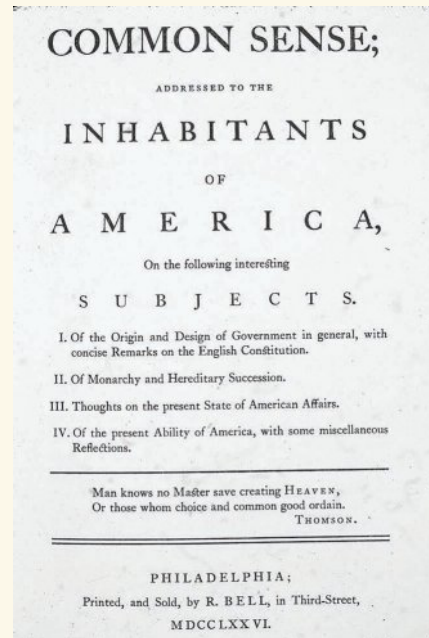 COMMON SENSE;
ADDRESSED TO THE
INHABITANTS
OF
AMERICA,
On the following interesting
SUBJECTS.
I. Of the Origin and Design of Government in general, with
concise Remarks on the English Constitution.
II. Of Monarchy and Hereditary Succession.
III. Thoughts on the present State of American Affairs.
IV. Of the present Ability of America, with some miscellaneous
Reflections.
Man knows no Master save creating HEAVEN,
Or those whom choice and common good ordain.
THOMSON.
PHILADELPHIA;
Printed, and Sold, by R. BELL, in Third-Street,
MDCCLXXVI.